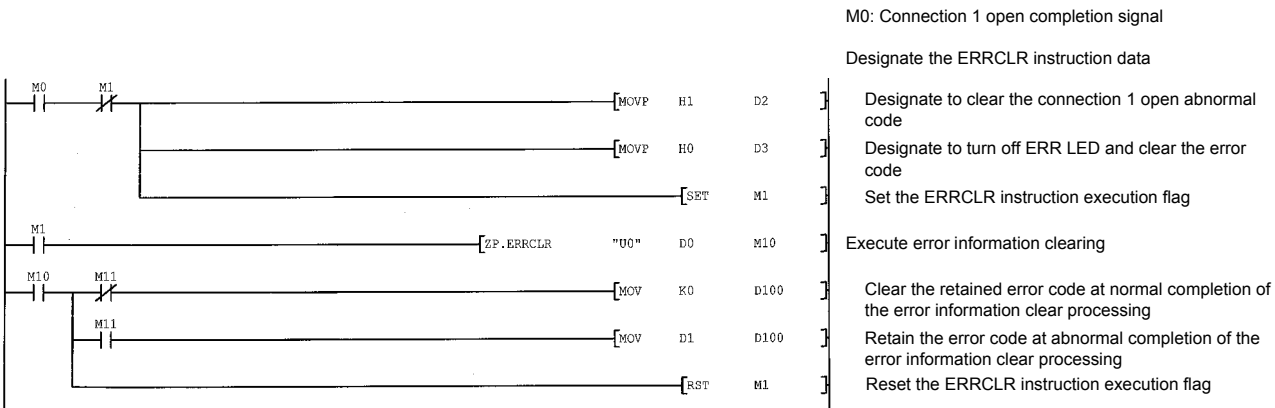 M0: Connection 1 open completion signal
Designate the ERRCLR instruction data
M0 M1
[MOVP H1 D2 ]
Designate to clear the connection 1 open abnormal
code
[MOVP H0 D3 ]
Designate to turn off ERR LED and clear the error
code
[SET M1 ]
Set the ERRCLR instruction execution flag
M1
[ZP.ERRCLR "U0" D0 M10 ]
Execute error information clearing
M10 M11
[MOV K0 D100 ]
Clear the retained error code at normal completion of
the error information clear processing
M11
[MOV D1 D100 ]
Retain the error code at abnormal completion of the
error information clear processing
[RST M1 ]
Reset the ERRCLR instruction execution flag